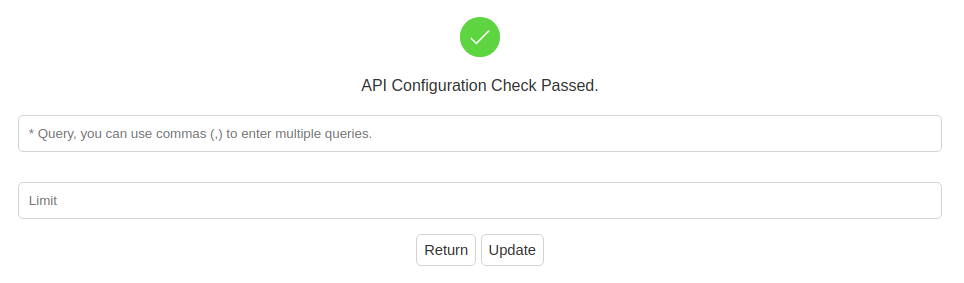 API Configuration Check Passed.
* Query, you can use commas (,) to enter multiple queries.
Limit
Return Update